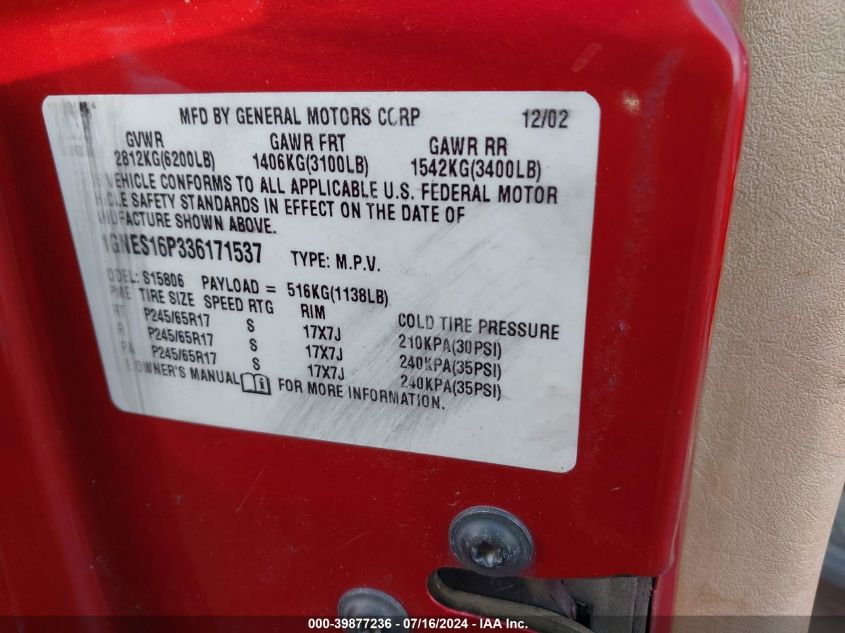 MFD BY GENERAL MOTORS CORP 12/02
GVWR GAWR FRT GAWR RR
2812KG(6200LB) 1406KG(3100LB) 1542KG(3400LB)
VEHICLE CONFORMS TO ALL APPLICABLE U.S. FEDERAL MOTOR
SAFETY STANDARDS IN EFFECT ON THE DATE OF
SHOWN ABOVE.
1GNES16P336171537 TYPE: M.P.V.
S15806 PAYLOAD = 516KG(1138LB)
TIRE SIZE SPEED RTG RIM COLD TIRE PRESSURE
P245/65R17 S 17X7J 210KPA(30PSI)
P245/65R17 S 17X7J 240KPA(35PSI)
P245/65R17 S 17X7J 240KPA(35PSI)
OWNER'S MANUAL FOR MORE INFORMATION.
000-39877236 - 07/16/2024 - US